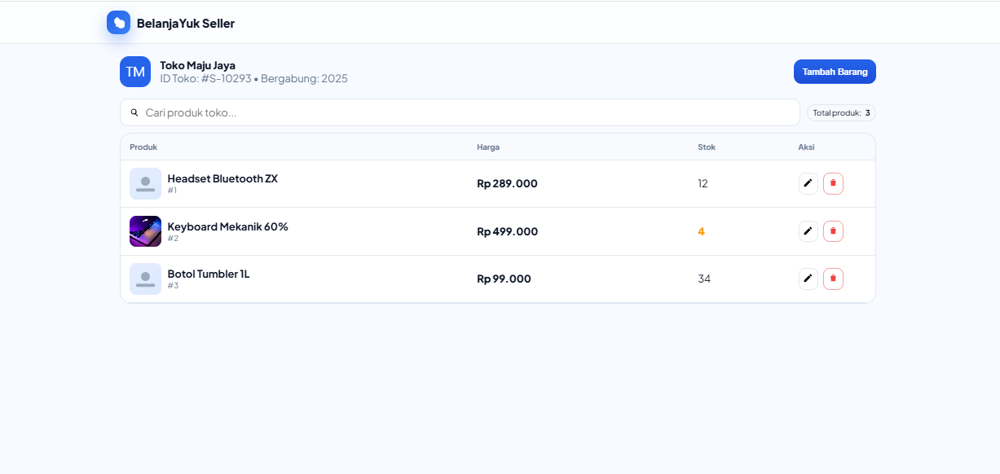 BelanjaYuk Seller
TM
Toko Maju Jaya
ID Toko: #S-10293 • Bergabung: 2025
Tambah Barang
Cari produk toko...
Total produk: 3
Produk Harga Stok Aksi
Headset Bluetooth ZX
#1
Rp 289.000 12
Keyboard Mekanik 60%
#2
Rp 499.000 4
Botol Tumbler 1L
#3
Rp 99.000 34